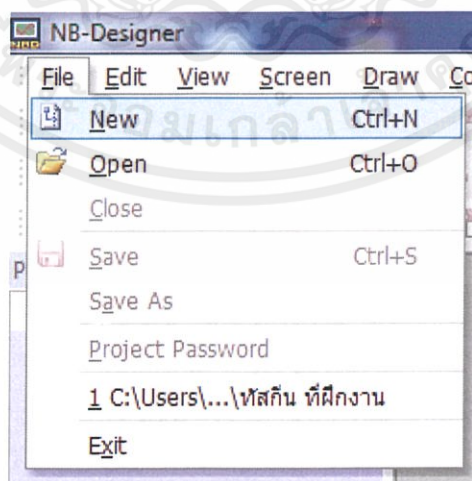 NB-Designer
File Edit View Screen Draw Co
New Ctrl+N
Open Ctrl+O
Close
Save Ctrl+S
Save As
Project Password
1 C:\Users\...\ทัสกีน ที่ฝึกงาน
Exit